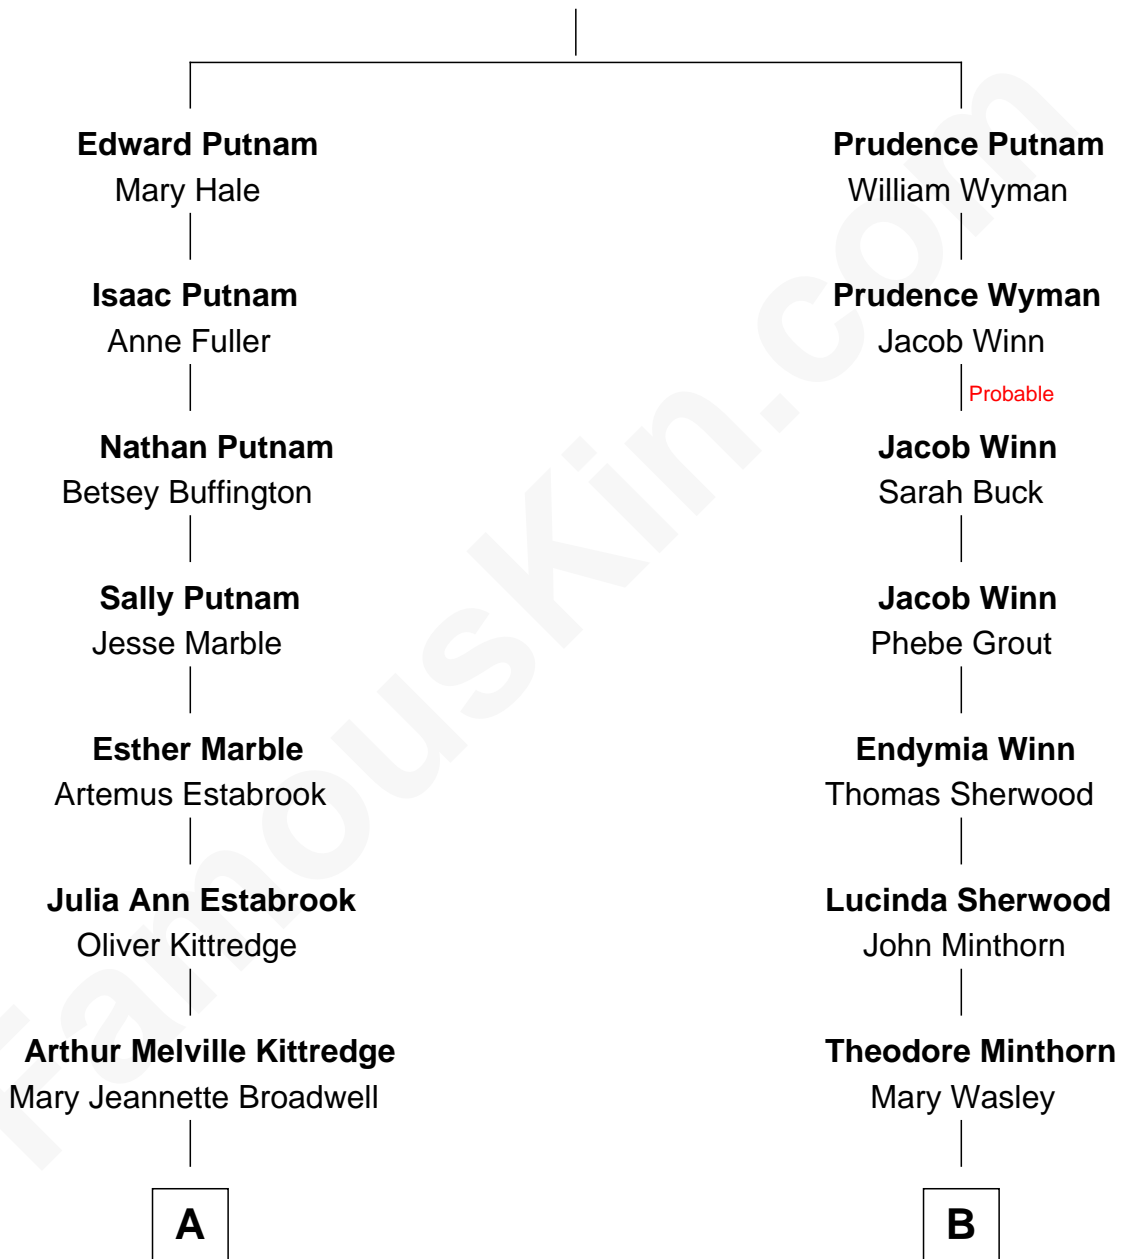 Edward Putnam
Mary Hale
Isaac Putnam
Anne Fuller
Nathan Putnam
Betsey Buffington
Sally Putnam
Jesse Marble
Esther Marble
Artemus Estabrook
Julia Ann Estabrook
Oliver Kittredge
Arthur Melville Kittredge
Mary Jeannette Broadwell
A
Prudence Putnam
William Wyman
Prudence Wyman
Jacob Winn
Probable
Jacob Winn
Sarah Buck
Jacob Winn
Phebe Grout
Endymia Winn
Thomas Sherwood
Lucinda Sherwood
John Minthorn
Theodore Minthorn
Mary Wasley
B
FamousKin.com